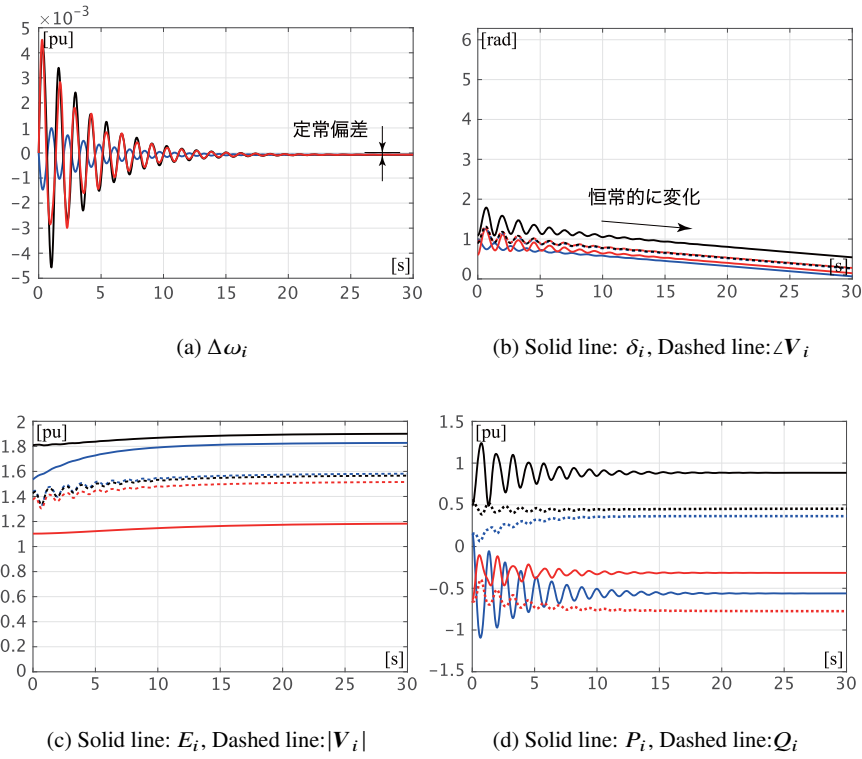 ×10⁻³
[pu]
5
4
3
2
1
0
−1
−2
−3
−4
5
定常偏差
[s]
0 5 10 15 20 25 30
(a) Δωᵢ
[rad]
6
5
4
3
2
1
0
恒常的に変化
[s]
0 5 10 15 20 25 30
(b) Solid line: δᵢ, Dashed line:∠Vᵢ
[pu]
2
1.8
1.6
1.4
1.2
1
0.8
0.6
0.4
0.2
0
[s]
0 5 10 15 20 25 30
(c) Solid line: Eᵢ, Dashed line:|Vᵢ|
[pu]
1.5
1
0.5
0
−0.5
−1
−1.5
[s]
0 5 10 15 20 25 30
(d) Solid line: Pᵢ, Dashed line:Qᵢ